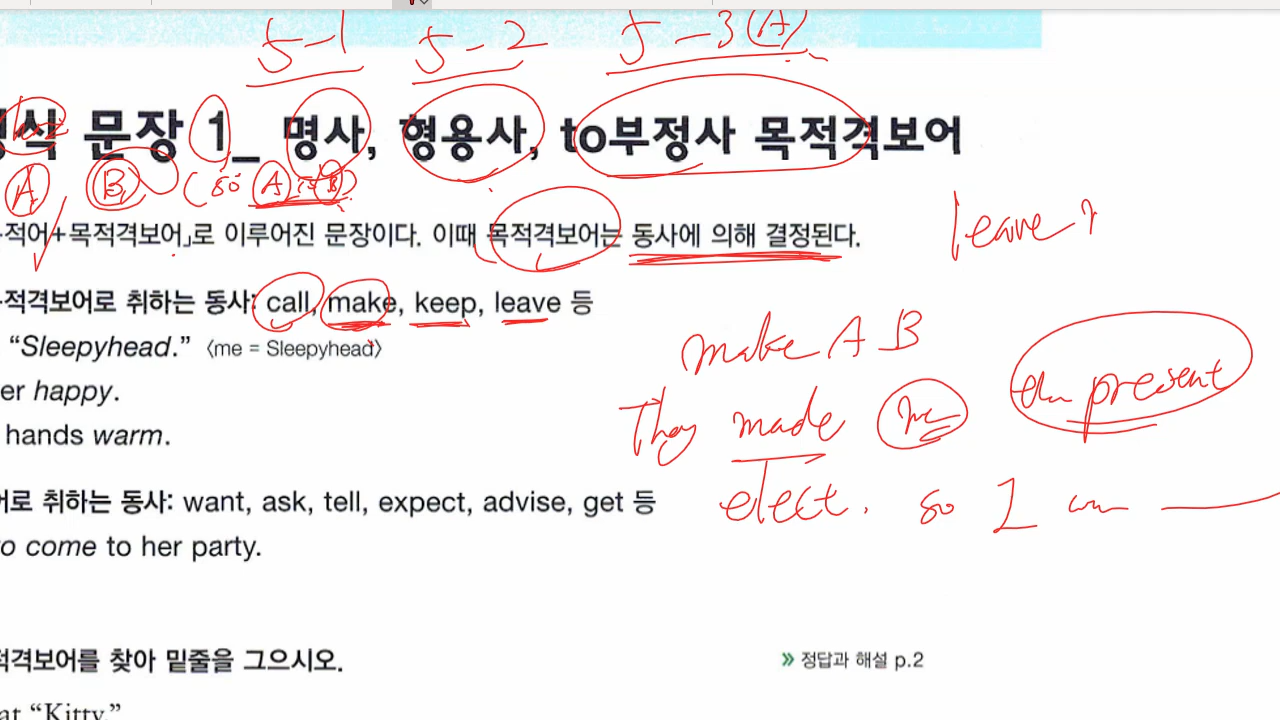 5-1 5-2 5-3(A)
식 문장 1_ 명사, 형용사, to부정사 목적격보어
A B (so A is B)
적어+목적격보어」로 이루어진 문장이다. 이때 목적격보어는 동사에 의해 결정된다.
leave
적격보어로 취하는 동사: call, make, keep, leave 등
make A B
“Sleepyhead.” 〈me = Sleepyhead〉
er happy.
They made me the present
hands warm.
로 취하는 동사: want, ask, tell, expect, advise, get 등
elect. so I
to come to her party.
적격보어를 찾아 밑줄을 그으시오.
» 정답과 해설 p.2
at “Kitty.”